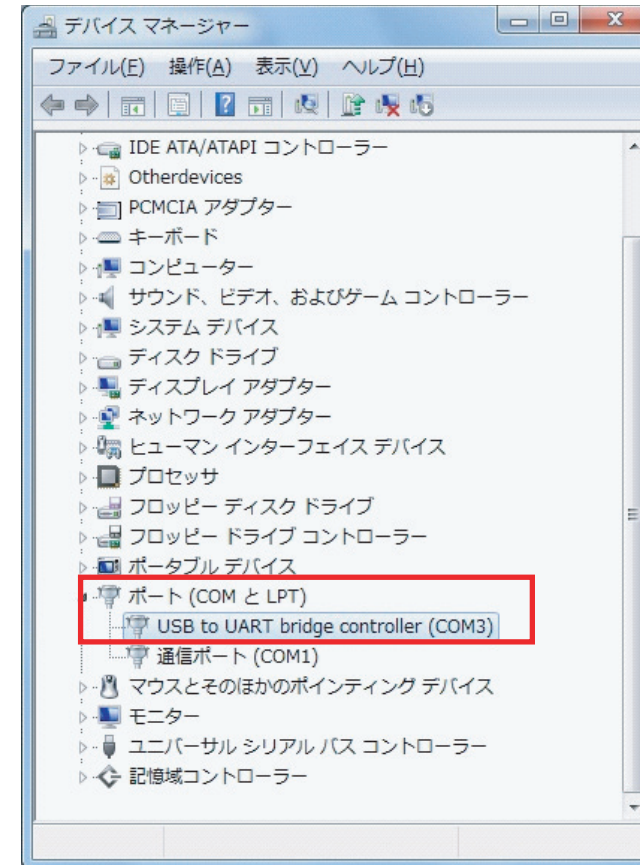 デバイス マネージャー
ファイル(F) 操作(A) 表示(V) ヘルプ(H)
IDE ATA/ATAPI コントローラー
Otherdevices
PCMCIA アダプター
キーボード
コンピューター
サウンド、ビデオ、およびゲーム コントローラー
システム デバイス
ディスク ドライブ
ディスプレイ アダプター
ネットワーク アダプター
ヒューマン インターフェイス デバイス
プロセッサ
フロッピー ディスク ドライブ
フロッピー ドライブ コントローラー
ポータブル デバイス
ポート (COM と LPT)
USB to UART bridge controller (COM3)
通信ポート (COM1)
マウスとそのほかのポインティング デバイス
モニター
ユニバーサル シリアル バス コントローラー
記憶域コントローラー